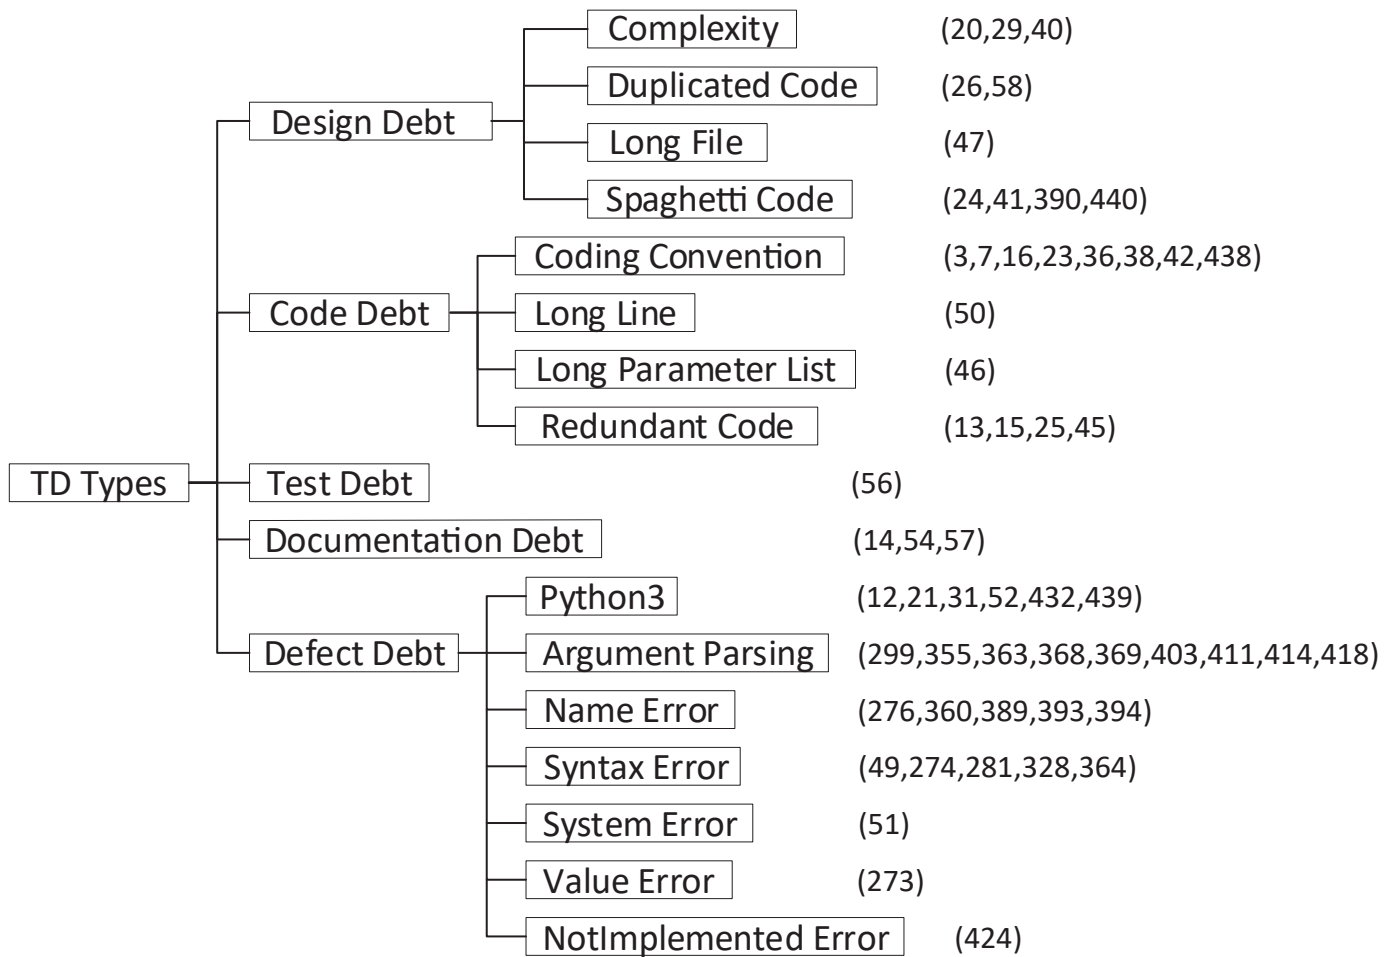 Complexity (20,29,40)
Duplicated Code (26,58)
Design Debt
Long File (47)
Spaghetti Code (24,41,390,440)
Coding Convention (3,7,16,23,36,38,42,438)
Code Debt Long Line (50)
Long Parameter List (46)
Redundant Code (13,15,25,45)
TD Types Test Debt (56)
Documentation Debt (14,54,57)
Python3 (12,21,31,52,432,439)
Defect Debt Argument Parsing (299,355,363,368,369,403,411,414,418)
Name Error (276,360,389,393,394)
Syntax Error (49,274,281,328,364)
System Error (51)
Value Error (273)
NotImplemented Error (424)